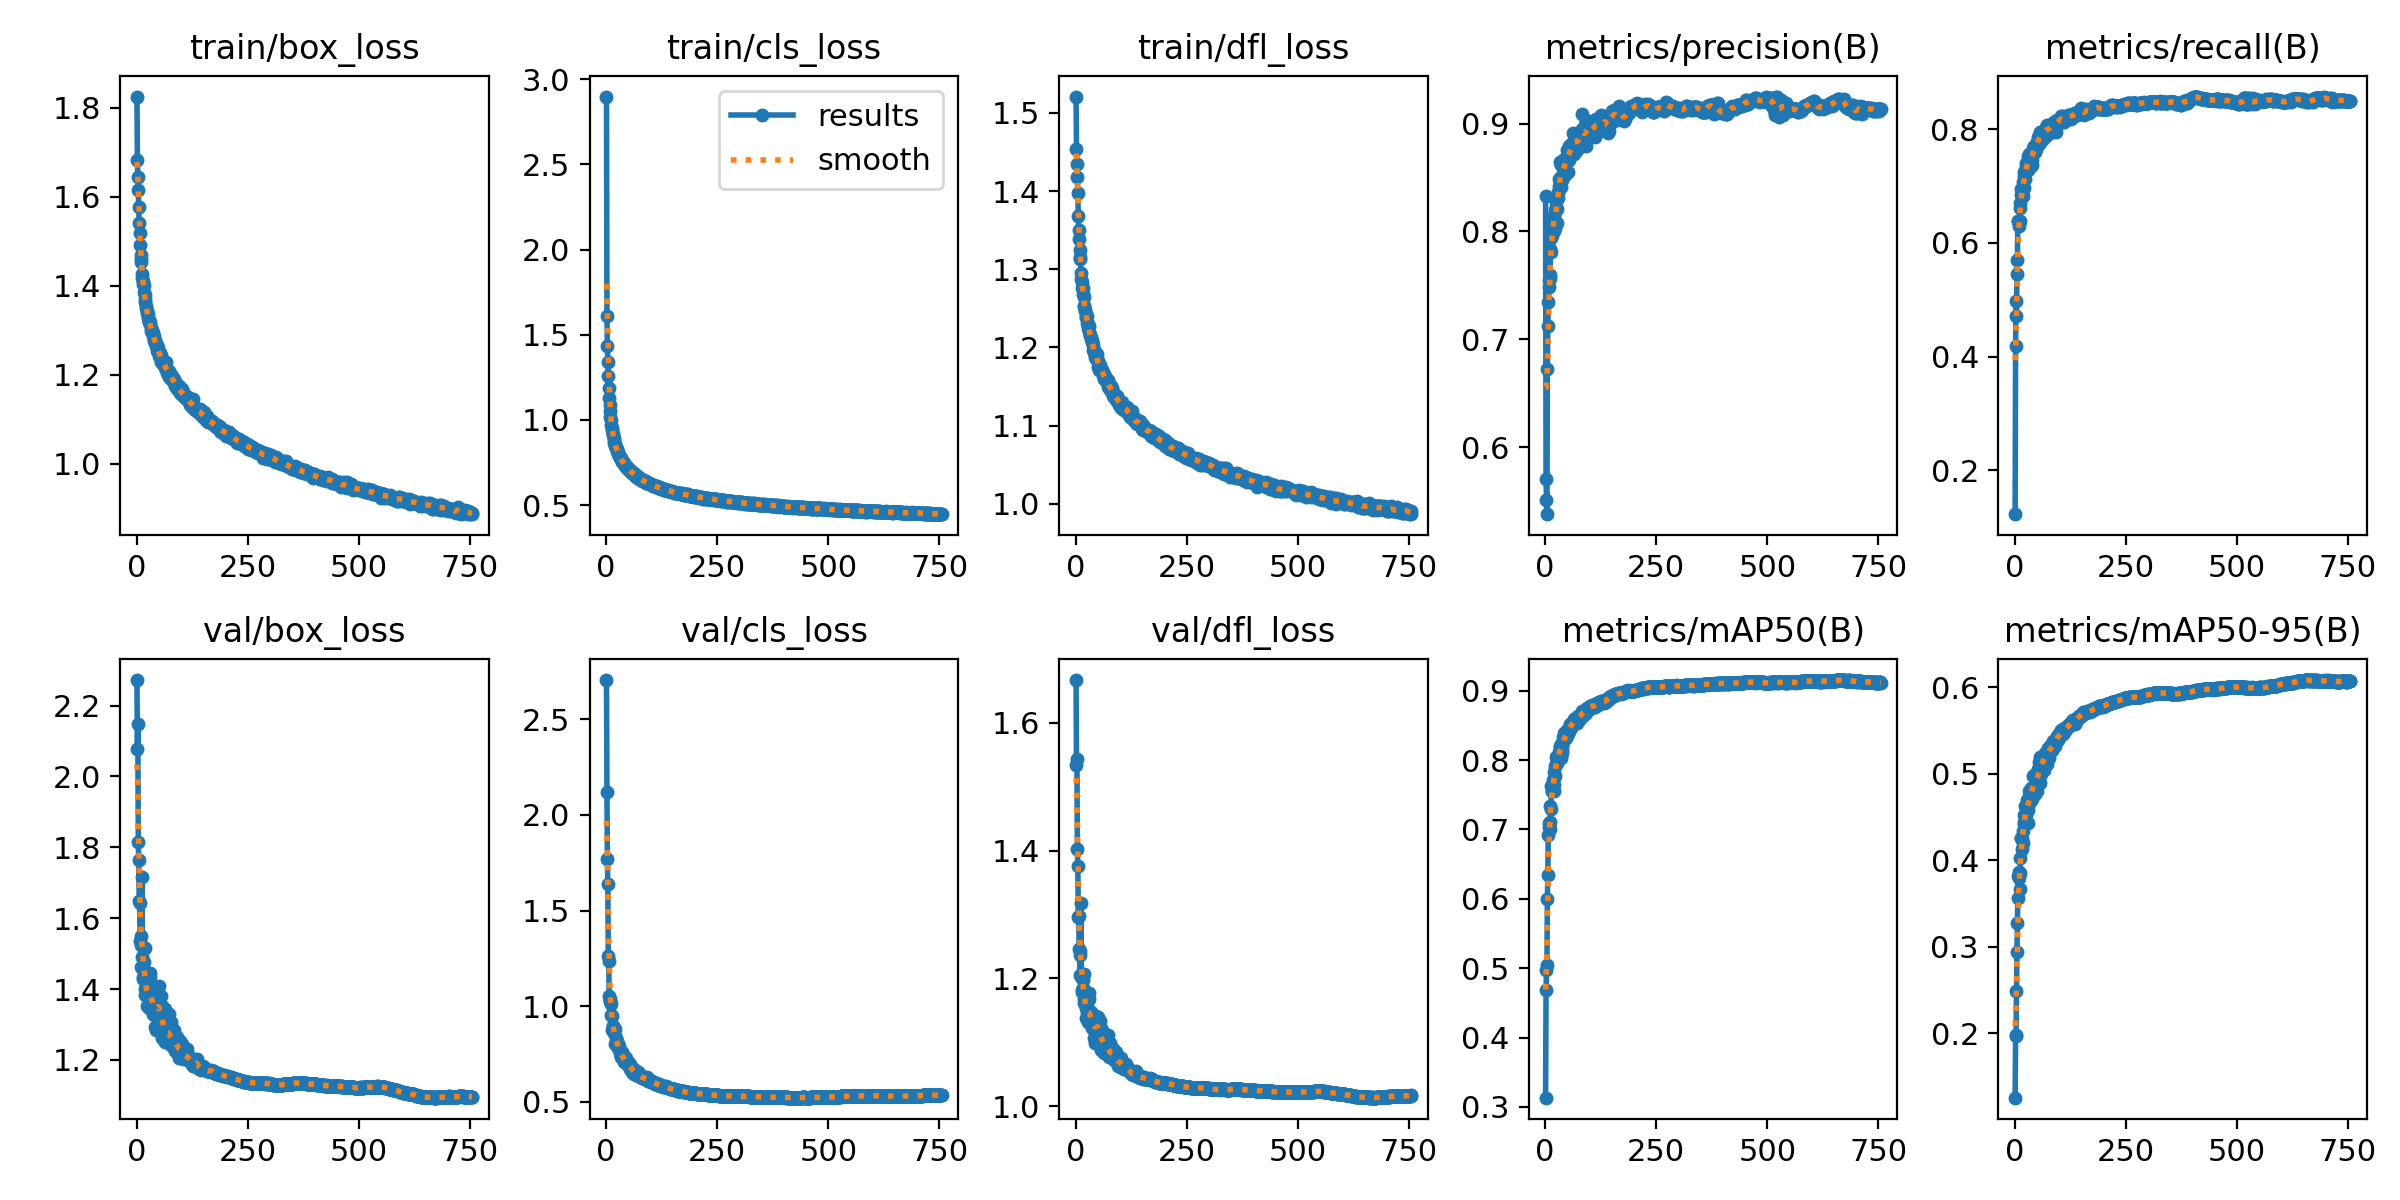 train/box_loss
1.8
1.6
1.4
1.2
1.0
0 250 500 750
train/cls_loss
results
smooth
3.0
2.5
2.0
1.5
1.0
0.5
0 250 500 750
train/dfl_loss
1.5
1.4
1.3
1.2
1.1
1.0
0 250 500 750
metrics/precision(B)
0.9
0.8
0.7
0.6
0 250 500 750
metrics/recall(B)
0.8
0.6
0.4
0.2
0 250 500 750
val/box_loss
2.2
2.0
1.8
1.6
1.4
1.2
0 250 500 750
val/cls_loss
2.5
2.0
1.5
1.0
0.5
0 250 500 750
val/dfl_loss
1.6
1.4
1.2
1.0
0 250 500 750
metrics/mAP50(B)
0.9
0.8
0.7
0.6
0.5
0.4
0.3
0 250 500 750
metrics/mAP50-95(B)
0.6
0.5
0.4
0.3
0.2
0 250 500 750